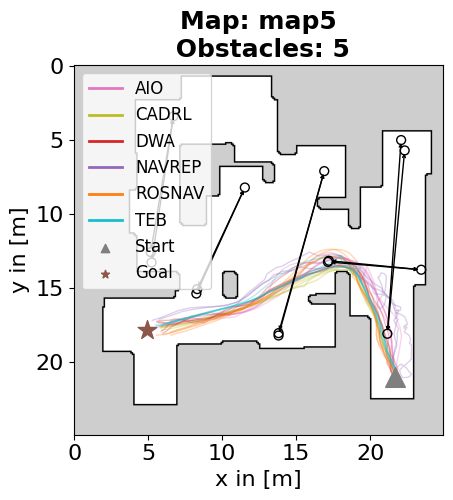 Map: map5
Obstacles: 5
0
5
10
15
20
y in [m]
AIO
CADRL
DWA
NAVREP
ROSNAV
TEB
Start
Goal
0
5
10
15
20
x in [m]